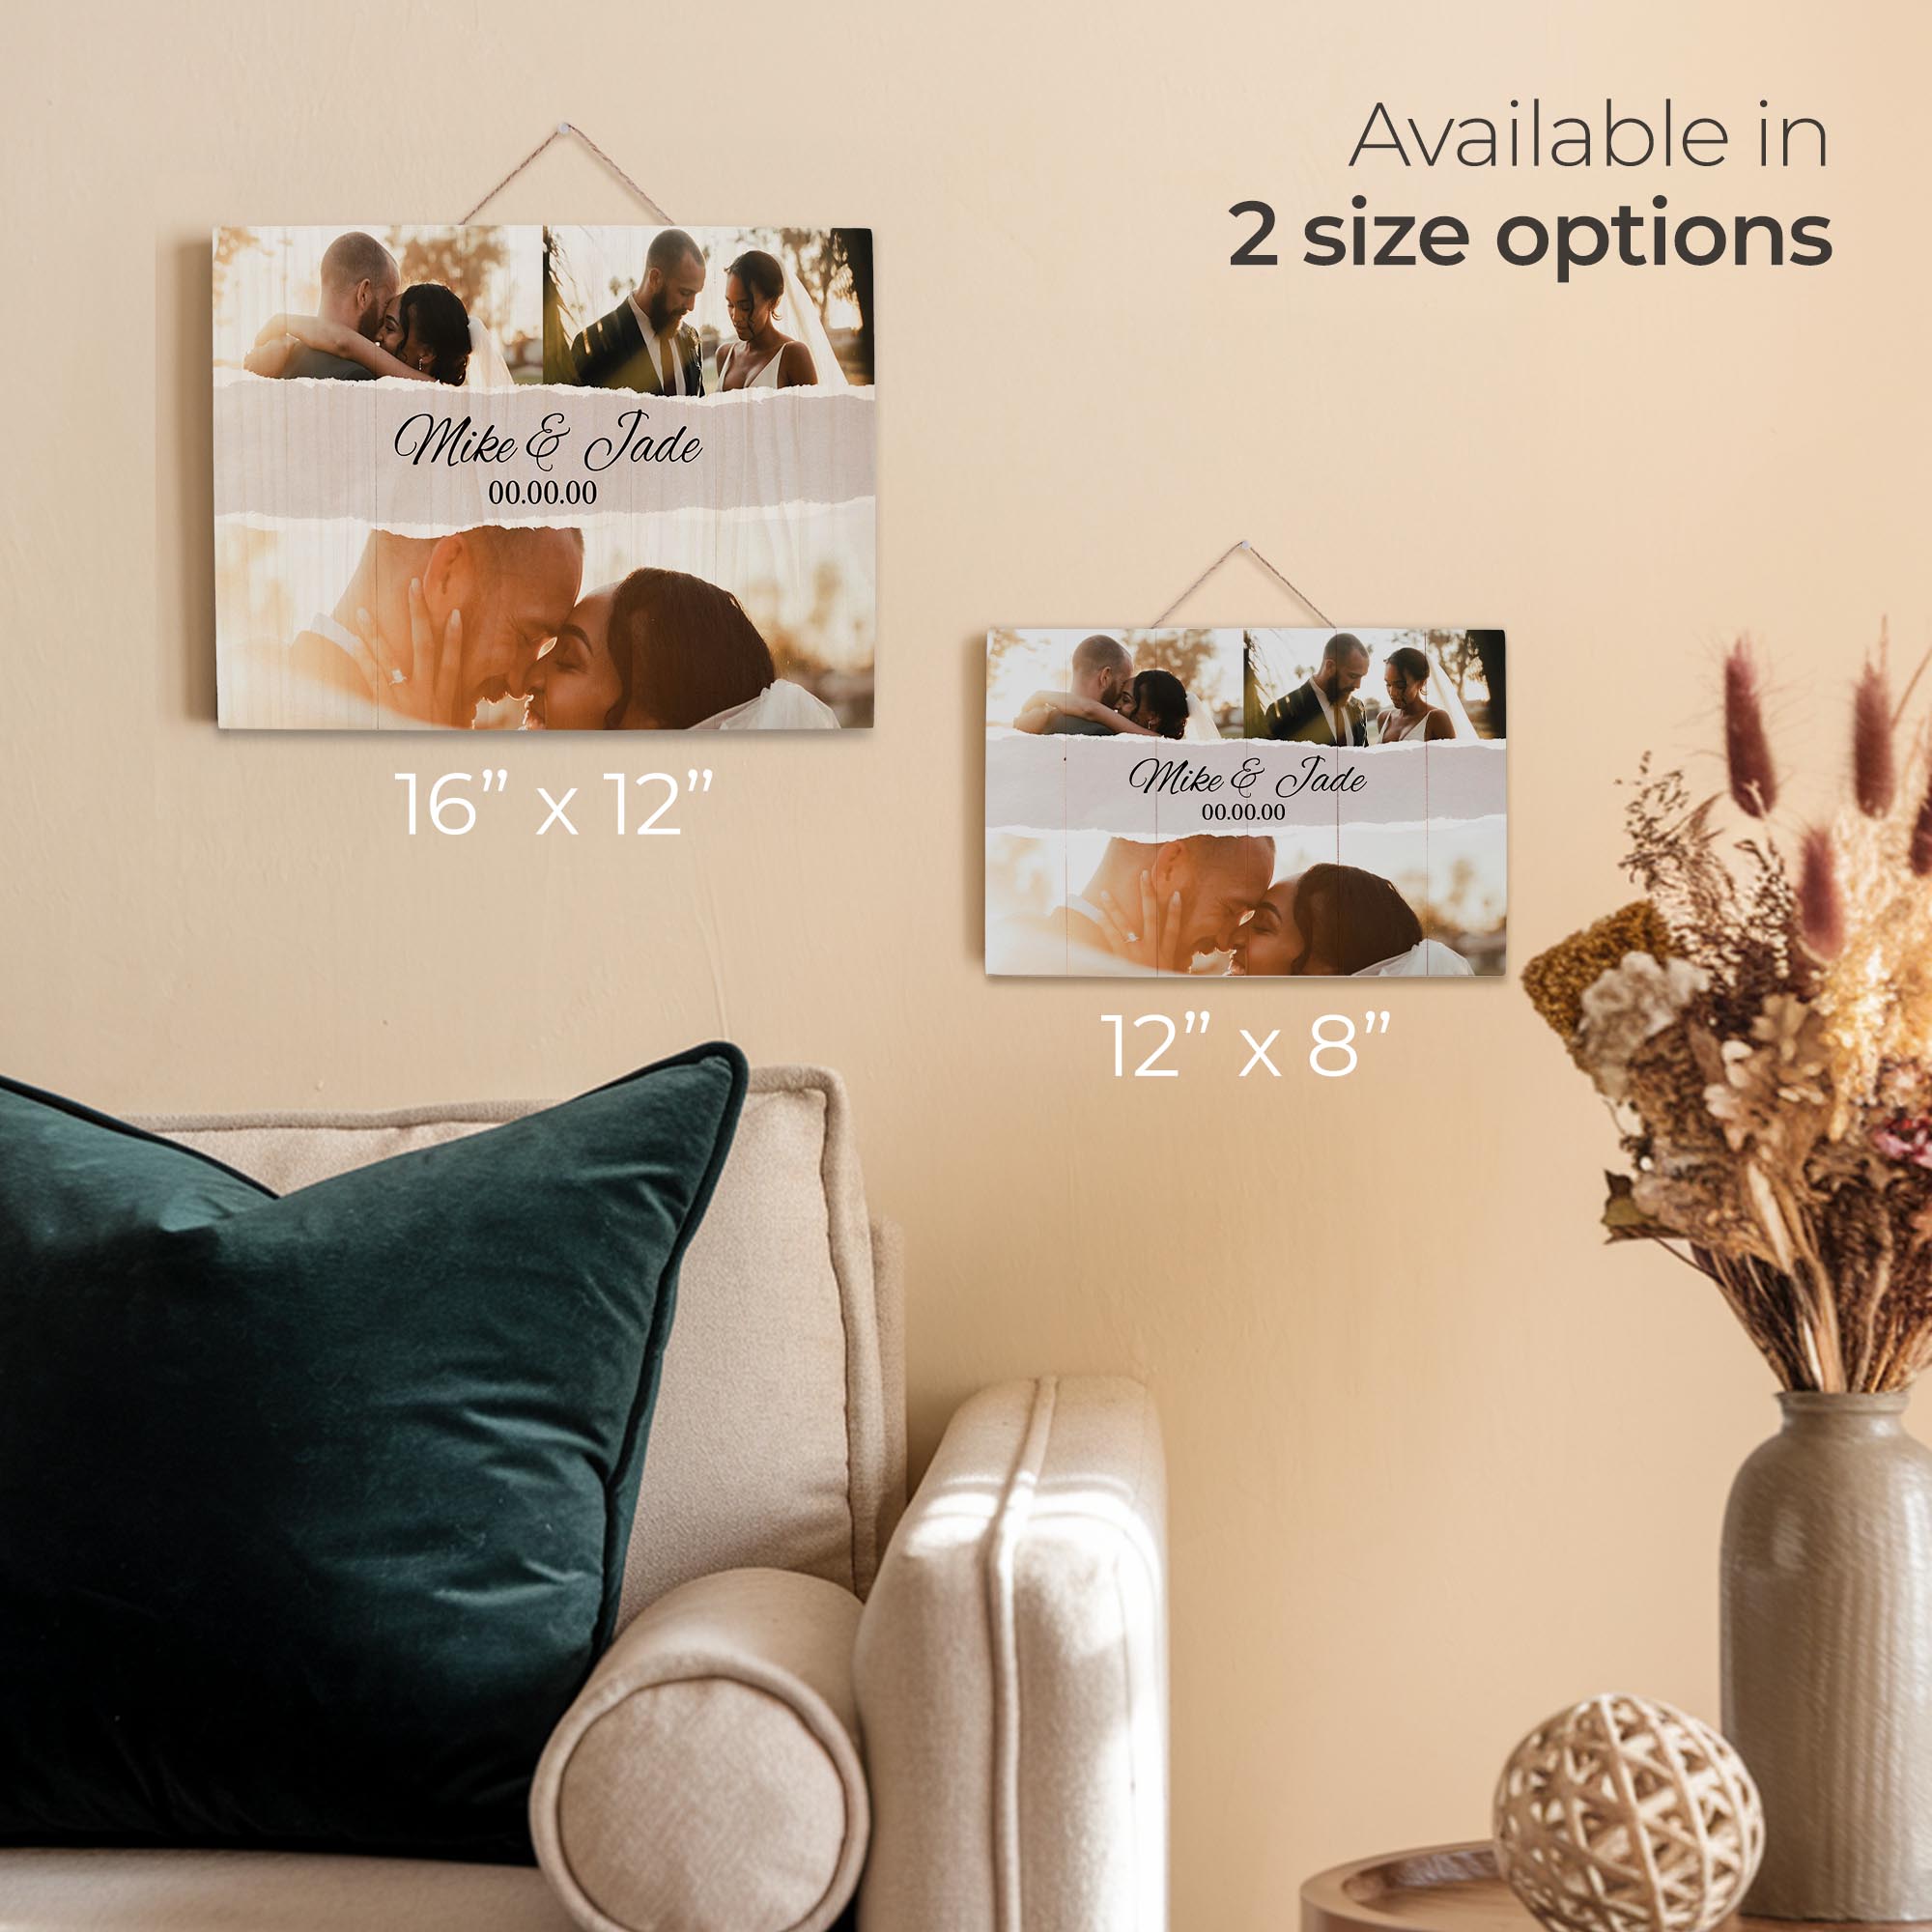 Available in
2 size options
Mike & Jade
00.00.00
16” x 12”
Mike & Jade
00.00.00
12” x 8”